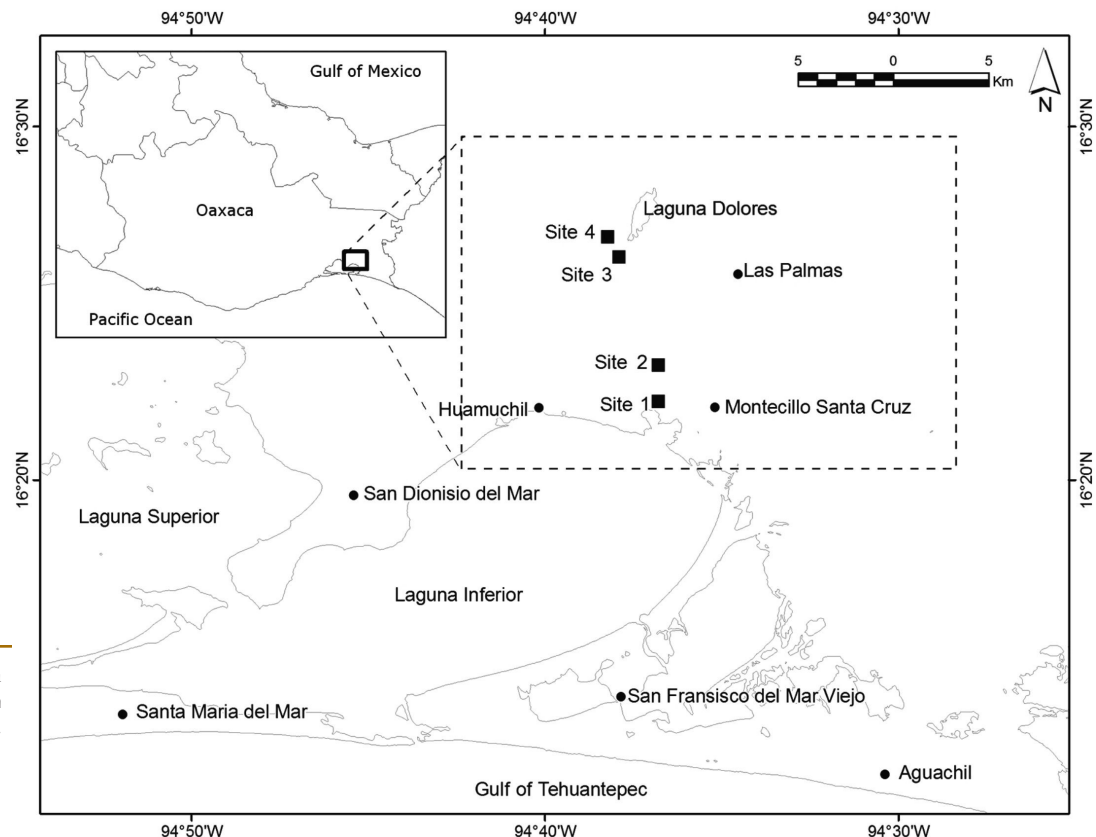 94°50'W 94°40'W 94°30'W
Gulf of Mexico
5 0 5
Km
N
16°30'N 16°30'N
Oaxaca
Laguna Dolores
Site 4
Site 3
Las Palmas
Pacific Ocean
Site 2
Site 1
Huamuchil
Montecillo Santa Cruz
16°20'N 16°20'N
San Dionisio del Mar
Laguna Superior
Laguna Inferior
San Fransisco del Mar Viejo
Santa Maria del Mar
Aguachil
Gulf of Tehuantepec
94°50'W 94°40'W 94°30'W